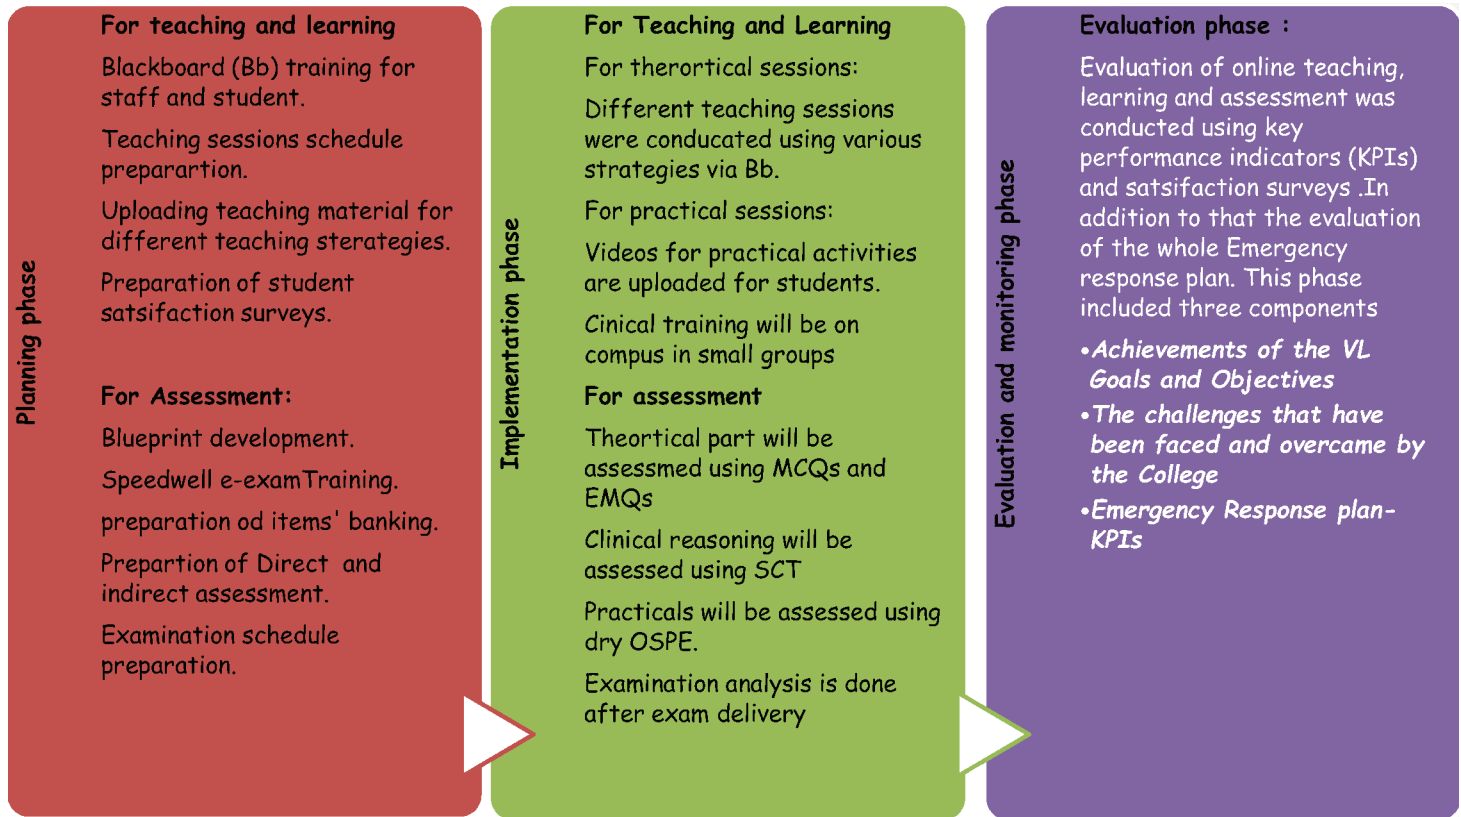 Planning phase
For teaching and learning
Blackboard (Bb) training for
staff and student.
Teaching sessions schedule
preparartion.
Uploading teaching material for
different teaching sterategies.
Preparation of student
satsifaction surveys.
For Assessment:
Blueprint development.
Speedwell e-examTraining.
preparation od items' banking.
Prepartion of Direct and
indirect assessment.
Examination schedule
preparation.
Implementation phase
For Teaching and Learning
For therortical sessions:
Different teaching sessions
were conducated using various
strategies via Bb.
For practical sessions:
Videos for practical activities
are uploaded for students.
Cinical training will be on
compus in small groups
For assessment
Theortical part will be
assessmed using MCQs and
EMQs
Clinical reasoning will be
assessed using SCT
Practicals will be assessed using
dry OSPE.
Examination analysis is done
after exam delivery
Evaluation and monitoring phase
Evaluation phase :
Evaluation of online teaching,
learning and assessment was
conducted using key
performance indicators (KPIs)
and satsifaction surveys .In
addition to that the evaluation
of the whole Emergency
response plan. This phase
included three components
•Achievements of the VL
Goals and Objectives
•The challenges that have
been faced and overcame by
the College
•Emergency Response plan-
KPIs